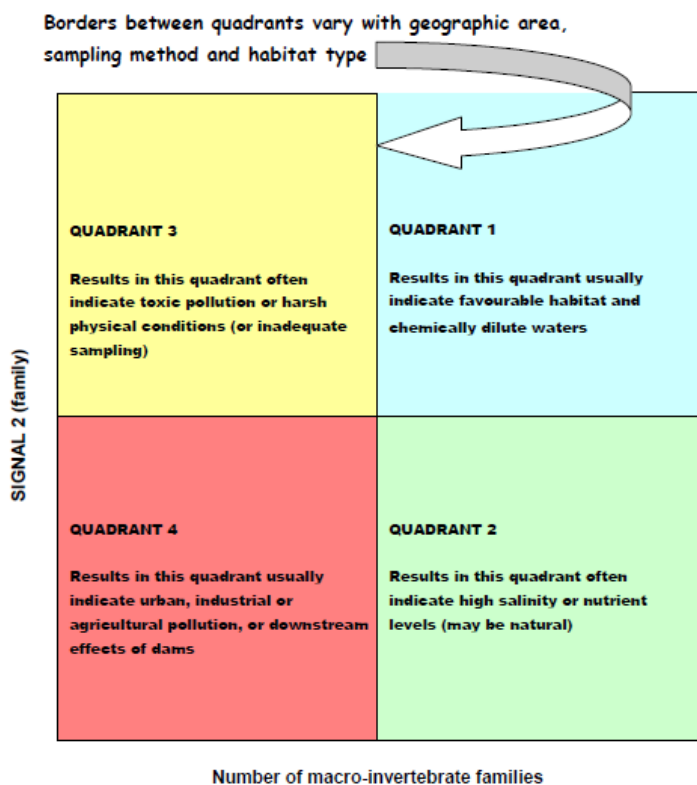 Borders between quadrants vary with geographic area,
sampling method and habitat type
QUADRANT 3
Results in this quadrant often
indicate toxic pollution or harsh
physical conditions (or inadequate
sampling)
QUADRANT 1
Results in this quadrant usually
indicate favourable habitat and
chemically dilute waters
SIGNAL 2 (family)
QUADRANT 4
Results in this quadrant usually
indicate urban, industrial or
agricultural pollution, or downstream
effects of dams
QUADRANT 2
Results in this quadrant often
indicate high salinity or nutrient
levels (may be natural)
Number of macro-invertebrate families